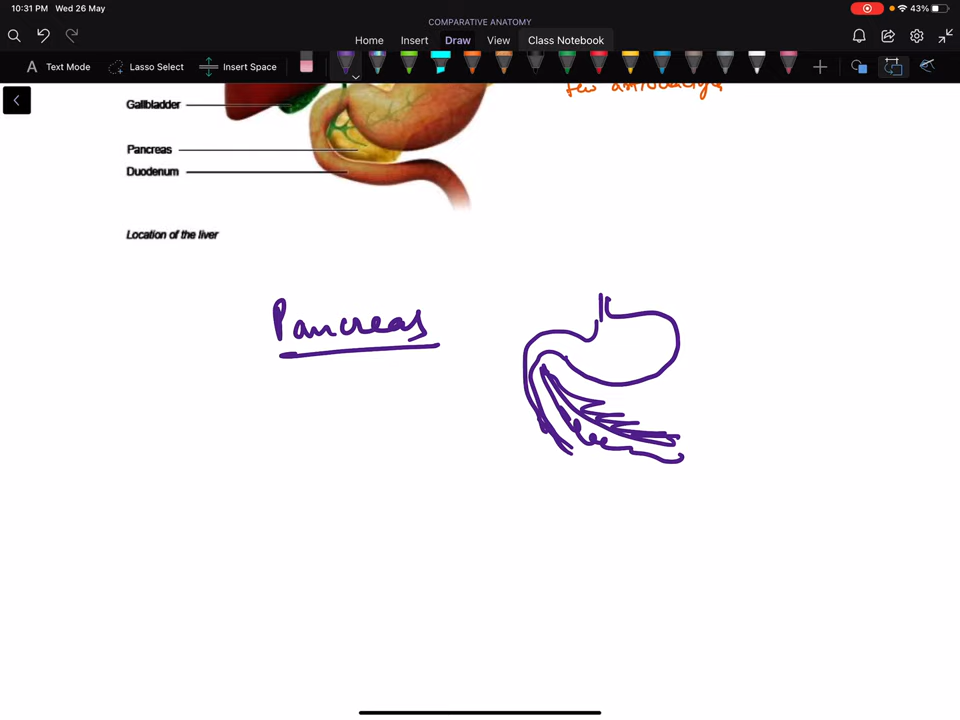 10:31 PM Wed 26 May
43%
COMPARATIVE ANATOMY
Home Insert Draw View Class Notebook
Text Mode Lasso Select Insert Space
few
Gallbladder
Pancreas
Duodenum
Location of the liver
Pancreas